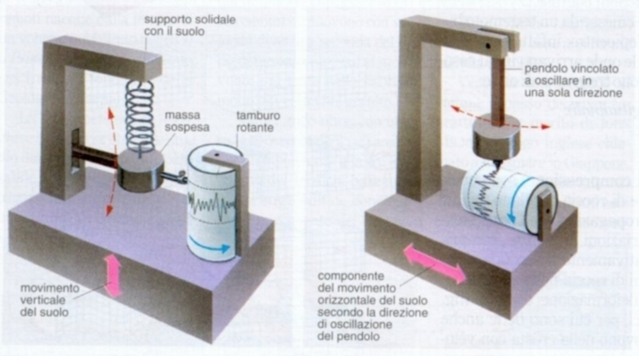 supporto solidale
con il suolo
massa
sospesa
tamburo
rotante
movimento
verticale
del suolo
pendolo vincolato
a oscillare in
una sola direzione
componente
del movimento
orizzontale del suolo
secondo la direzione
di oscillazione
del pendolo